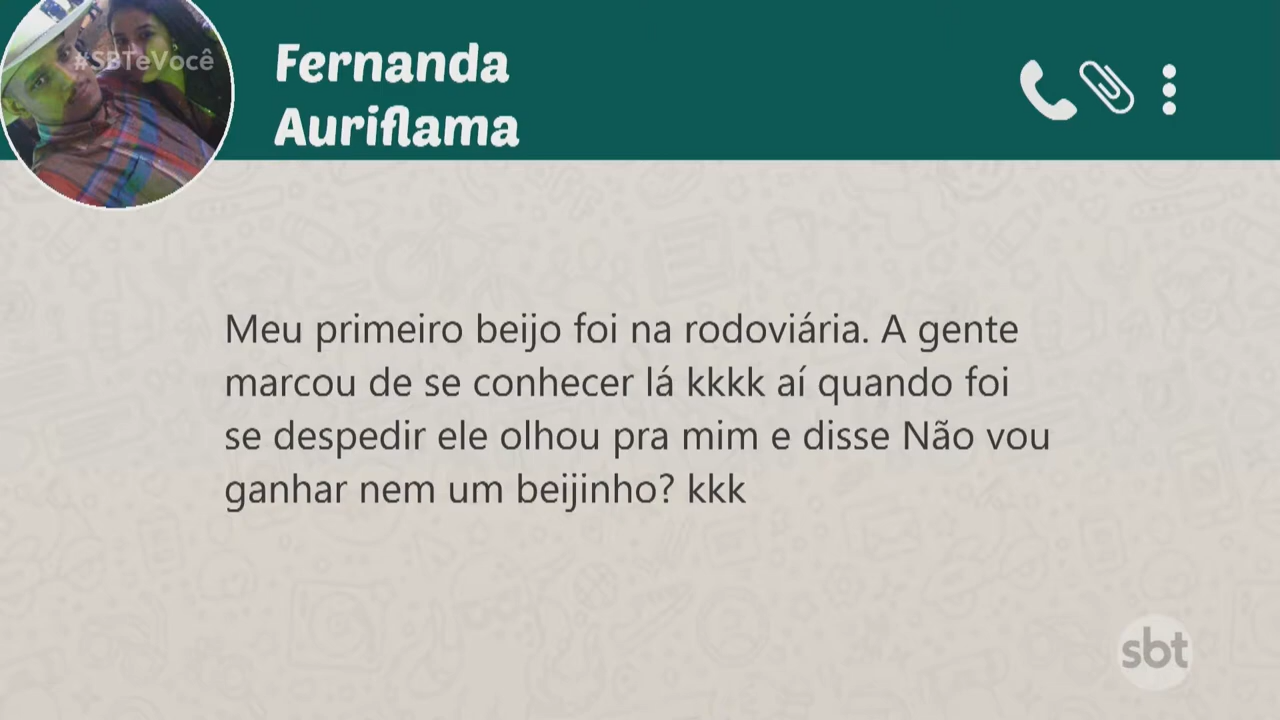 #SBTeVocê
Fernanda
Auriflama
Meu primeiro beijo foi na rodoviária. A gente
marcou de se conhecer lá kkkk aí quando foi
se despedir ele olhou pra mim e disse Não vou
ganhar nem um beijinho? kkk
sbt